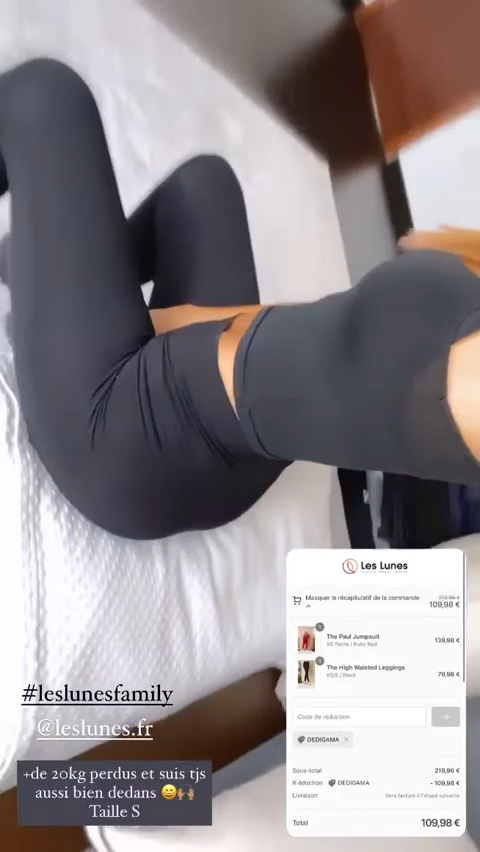 #leslunesfamily
@leslunes.fr
+de 20kg perdus et suis tjs
aussi bien dedans 😄🙌🏽
Taille S
Les Lunes
Masquer le récapitulatif de la commande
219,96 €
109,98 €
1
The Paul Jumpsuit
XS Petite / Ruby Red
139,98 €
1
The High Waisted Leggings
XS/S / Black
79,98 €
Code de réduction
DEDIGAMA
Sous-total
219,96 €
Réduction DEDIGAMA
- 109,98 €
Livraison
Sera facturé à l'étape suivante
Total
109,98 €